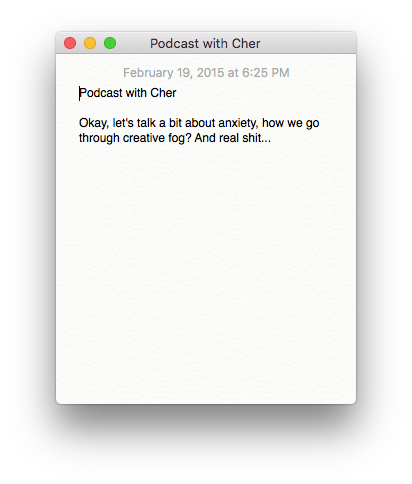 Podcast with Cher
February 19, 2015 at 6:25 PM
Podcast with Cher
Okay, let's talk a bit about anxiety, how we go
through creative fog? And real shit...